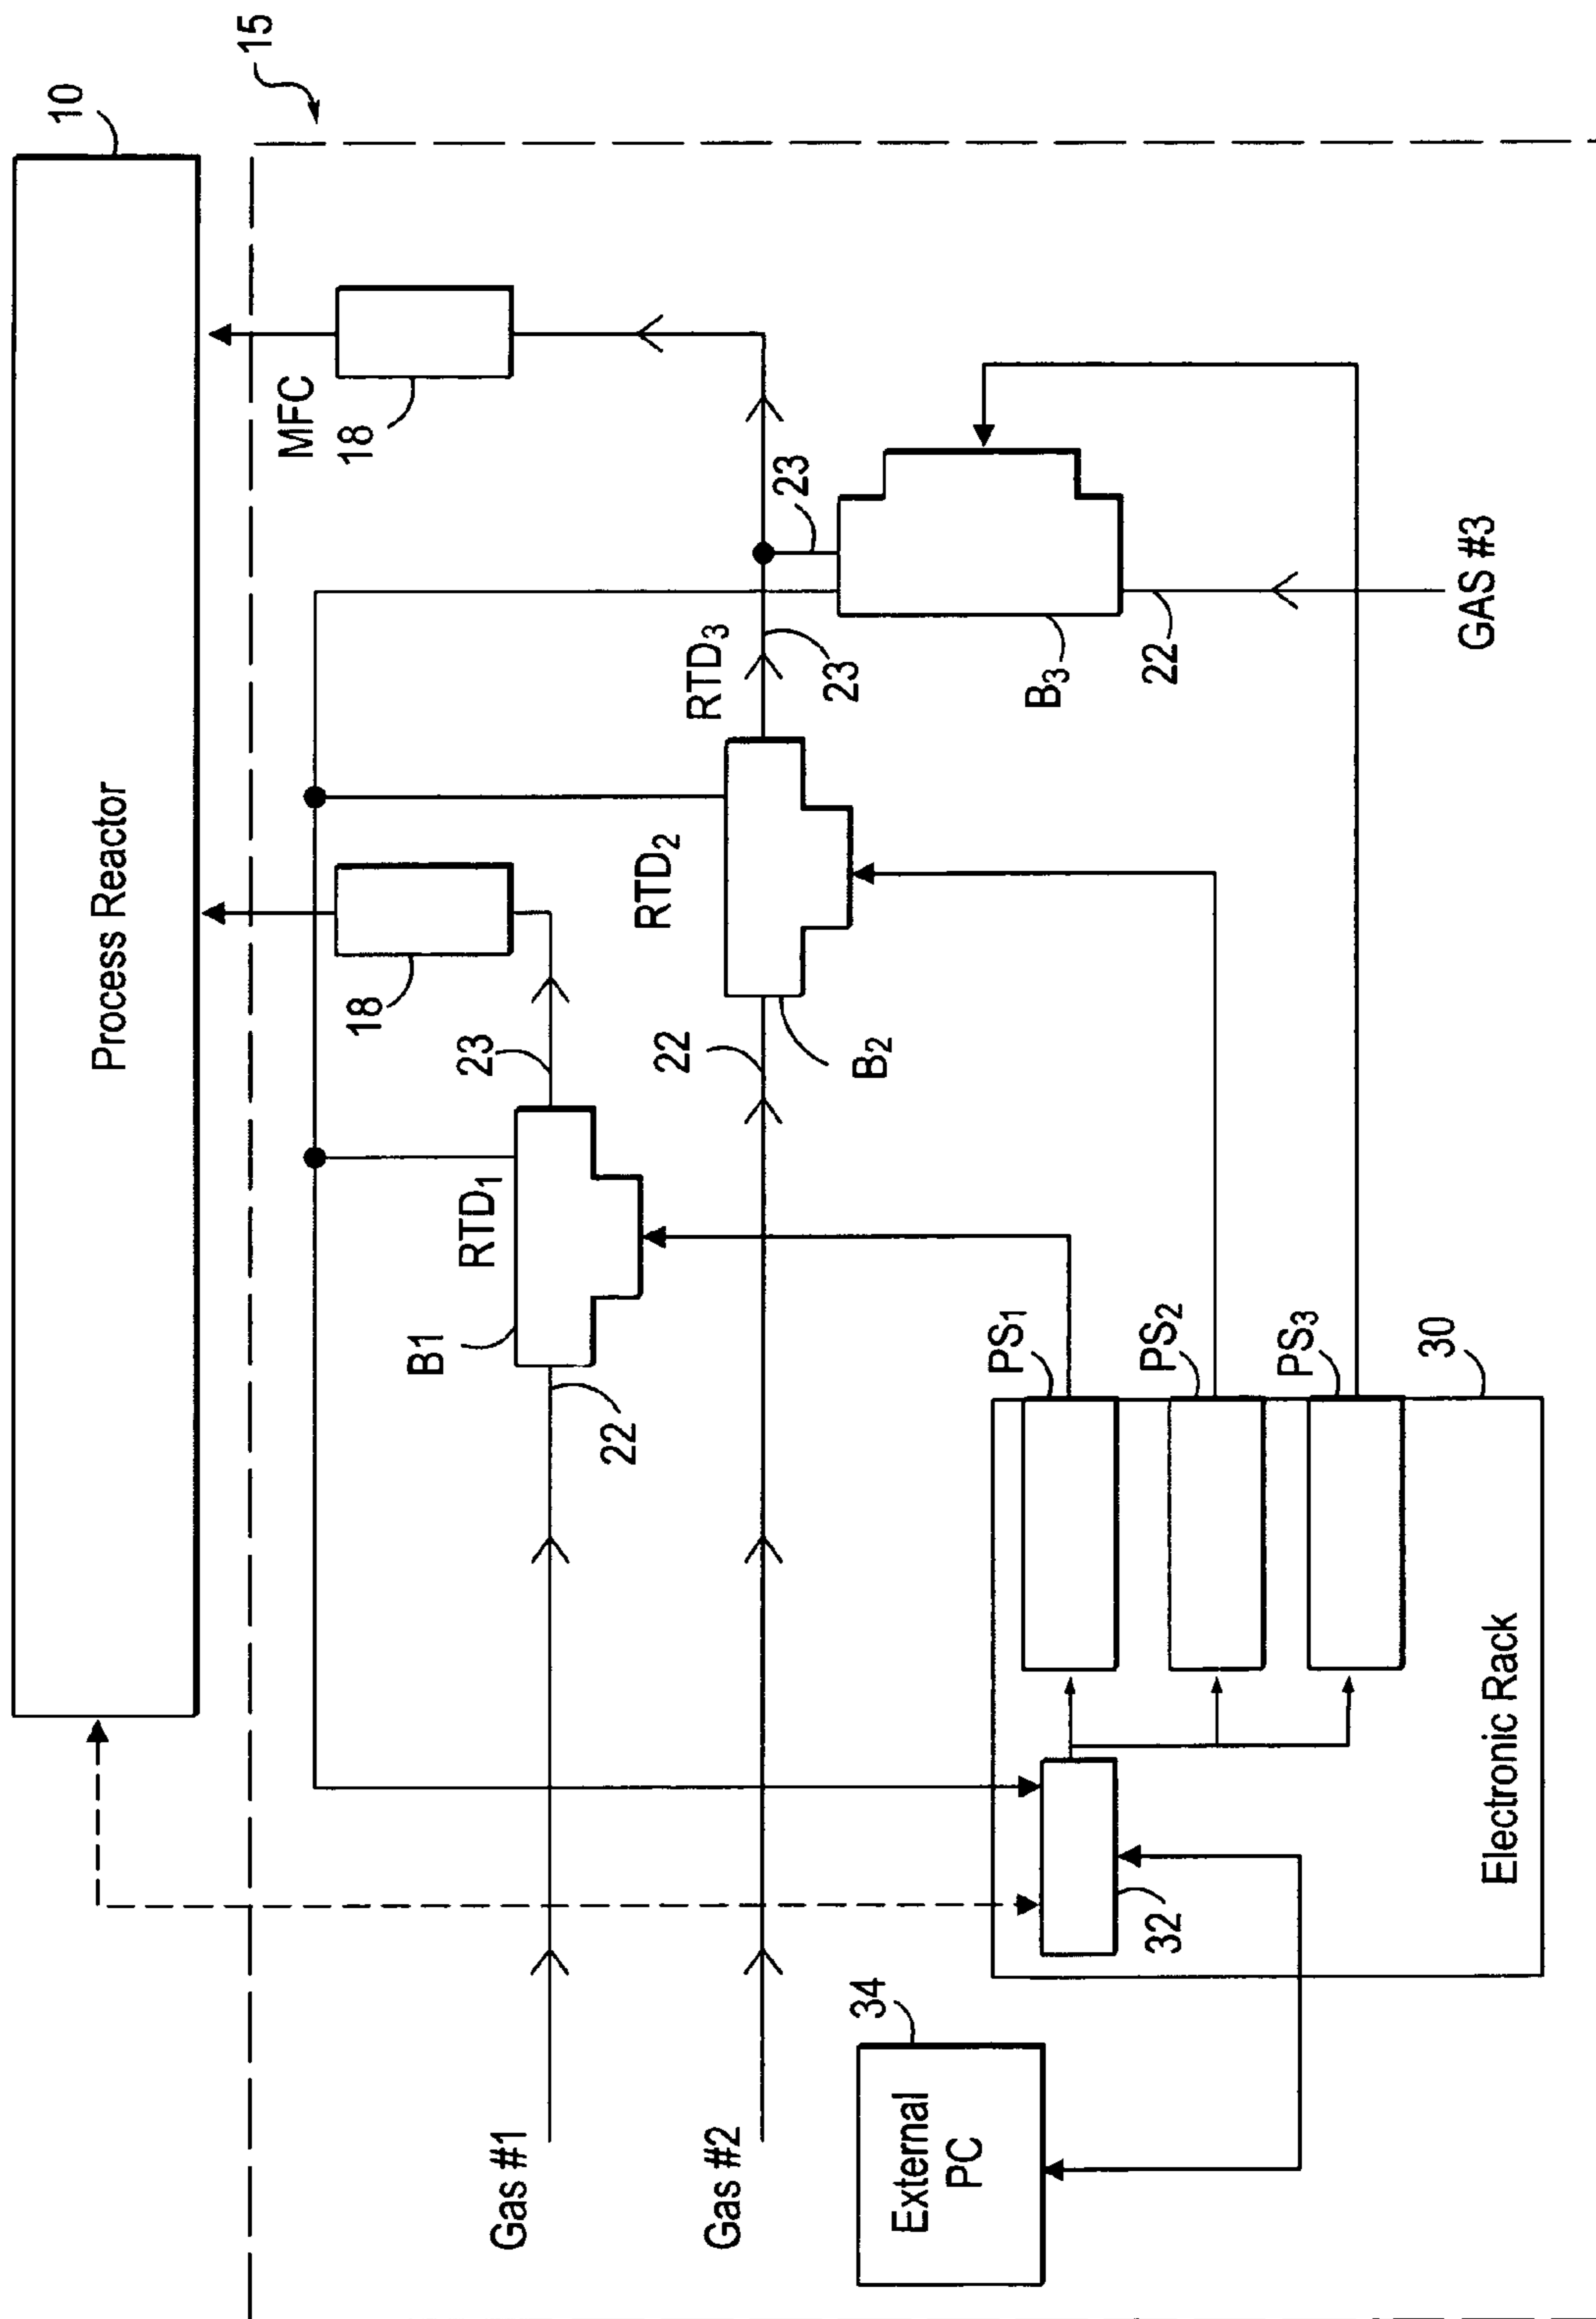 15
10
Process Reactor
MFC
18
18
23
RTD3
23
RTD2
23
RTD1
B1
22
22
B2
B3
22
GAS #3
PS1
PS2
PS3
30
32
Electronic Rack
34
External
PC
Gas #1
Gas #2